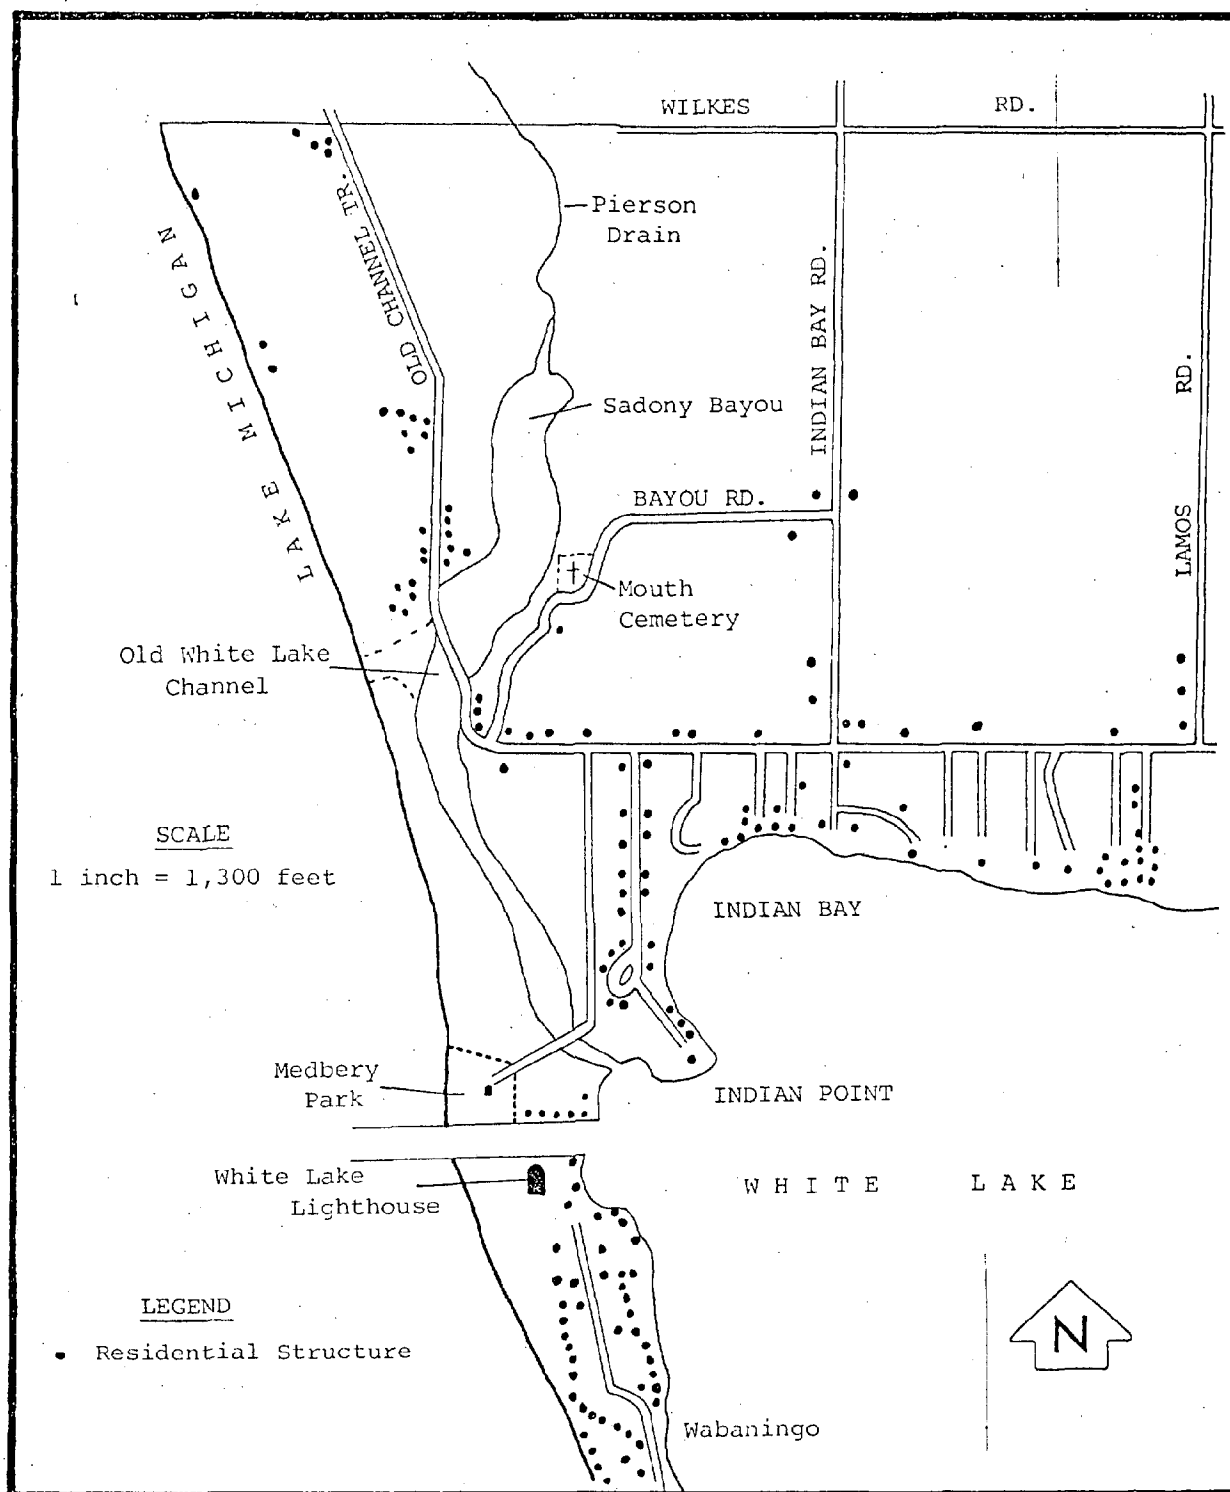 WILKES RD.
Pierson
Drain
OLD CHANNEL TR.
INDIAN BAY RD.
LAKE MICHIGAN
Sadony Bayou
LAMOS RD.
BAYOU RD.
Mouth
Cemetery
Old White Lake
Channel
SCALE
1 inch = 1,300 feet
INDIAN BAY
Medbery
Park
INDIAN POINT
White Lake
Lighthouse
WHITE LAKE
LEGEND
Residential Structure
N
Wabaningo